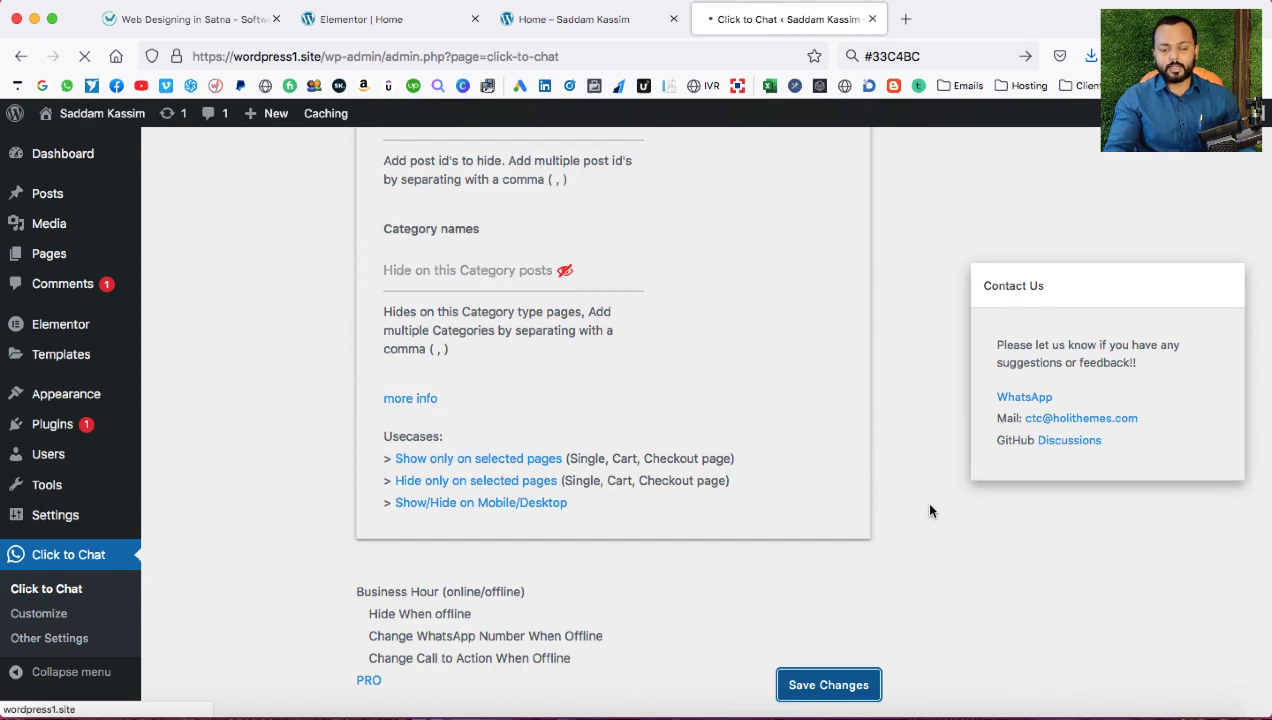 Web Designing in Satna - Softw
Elementor | Home
Home – Saddam Kassim
Click to Chat ‹ Saddam Kassim
https://wordpress1.site/wp-admin/admin.php?page=click-to-chat
#33C4BC
IVR
Emails
Hosting
Client
Saddam Kassim
1
1
New
Caching
Dashboard
Posts
Media
Pages
Comments 1
Elementor
Templates
Appearance
Plugins 1
Users
Tools
Settings
Click to Chat
Click to Chat
Customize
Other Settings
Collapse menu
wordpress1.site
Add post id's to hide. Add multiple post id's
by separating with a comma ( , )
Category names
Hide on this Category posts
Hides on this Category type pages, Add
multiple Categories by separating with a
comma ( , )
more info
Usecases:
> Show only on selected pages (Single, Cart, Checkout page)
> Hide only on selected pages (Single, Cart, Checkout page)
> Show/Hide on Mobile/Desktop
Business Hour (online/offline)
Hide When offline
Change WhatsApp Number When Offline
Change Call to Action When Offline
PRO
Save Changes
Contact Us
Please let us know if you have any
suggestions or feedback!!
WhatsApp
Mail: ctc@holithemes.com
GitHub Discussions